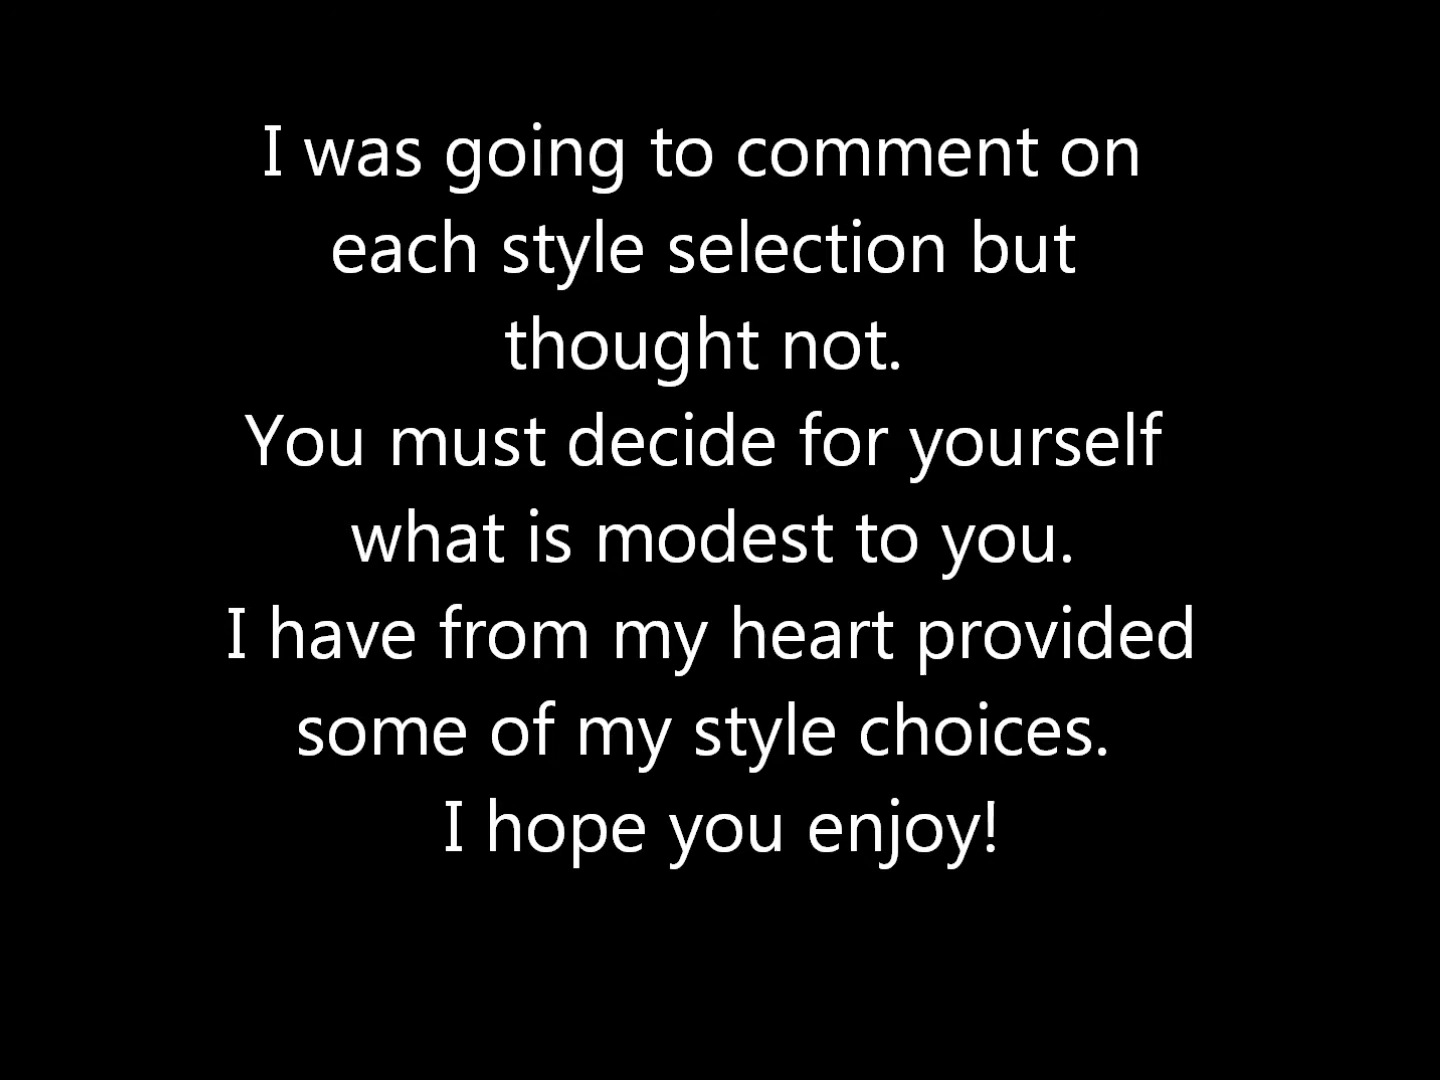 I was going to comment on
each style selection but
thought not.
You must decide for yourself
what is modest to you.
I have from my heart provided
some of my style choices.
I hope you enjoy!